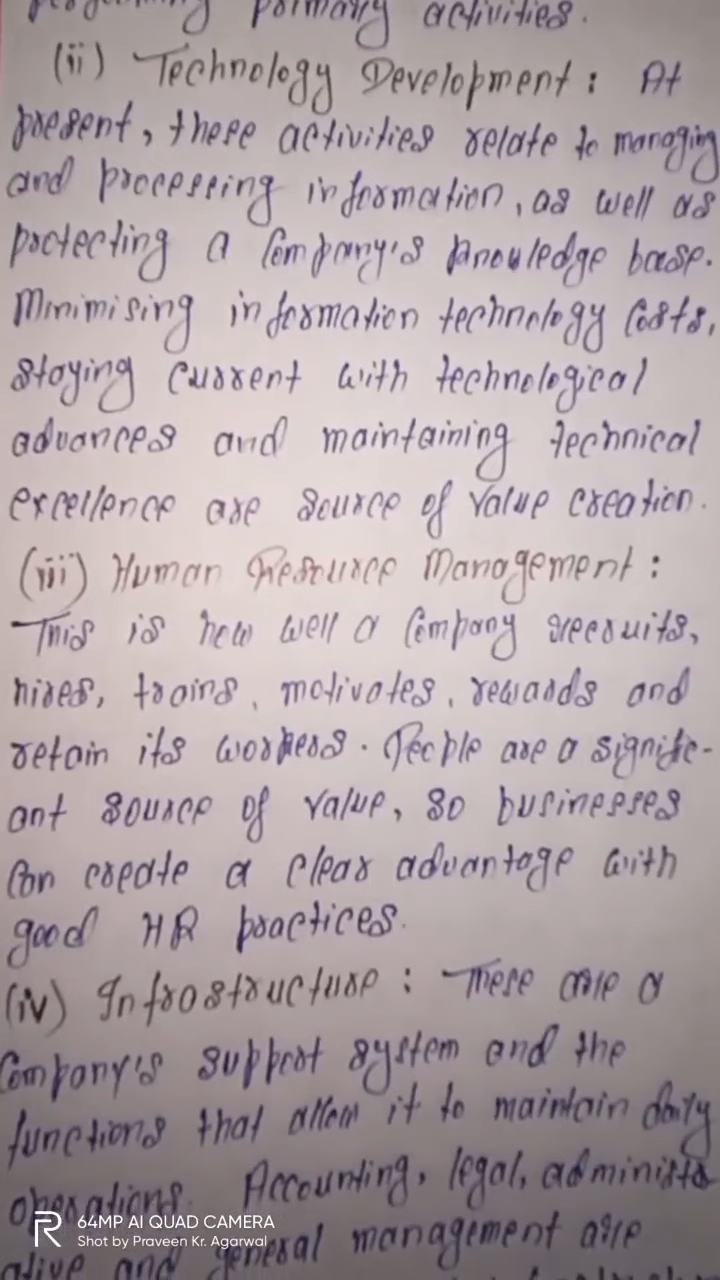 performing primary activities.
(ii) Technology Development : At
present, these activities relate to managing
and processing information, as well as
protecting a Company's knowledge base.
Minimising information technology Costs,
staying current with technological
advances and maintaining technical
excellence are source of value creation.
(iii) Human Resource Management :
This is how well a Company recruits,
hires, trains, motivates, rewards and
retain its workers. People are a signific-
ant source of value, so businesses
Can create a clear advantage with
good HR practices.
(iv) Infrastructure : These are a
Company's support system and the
functions that allow it to maintain daily
operations. Accounting, legal, administr
ative and general management are
64MP AI QUAD CAMERA
Shot by Praveen Kr. Agarwal